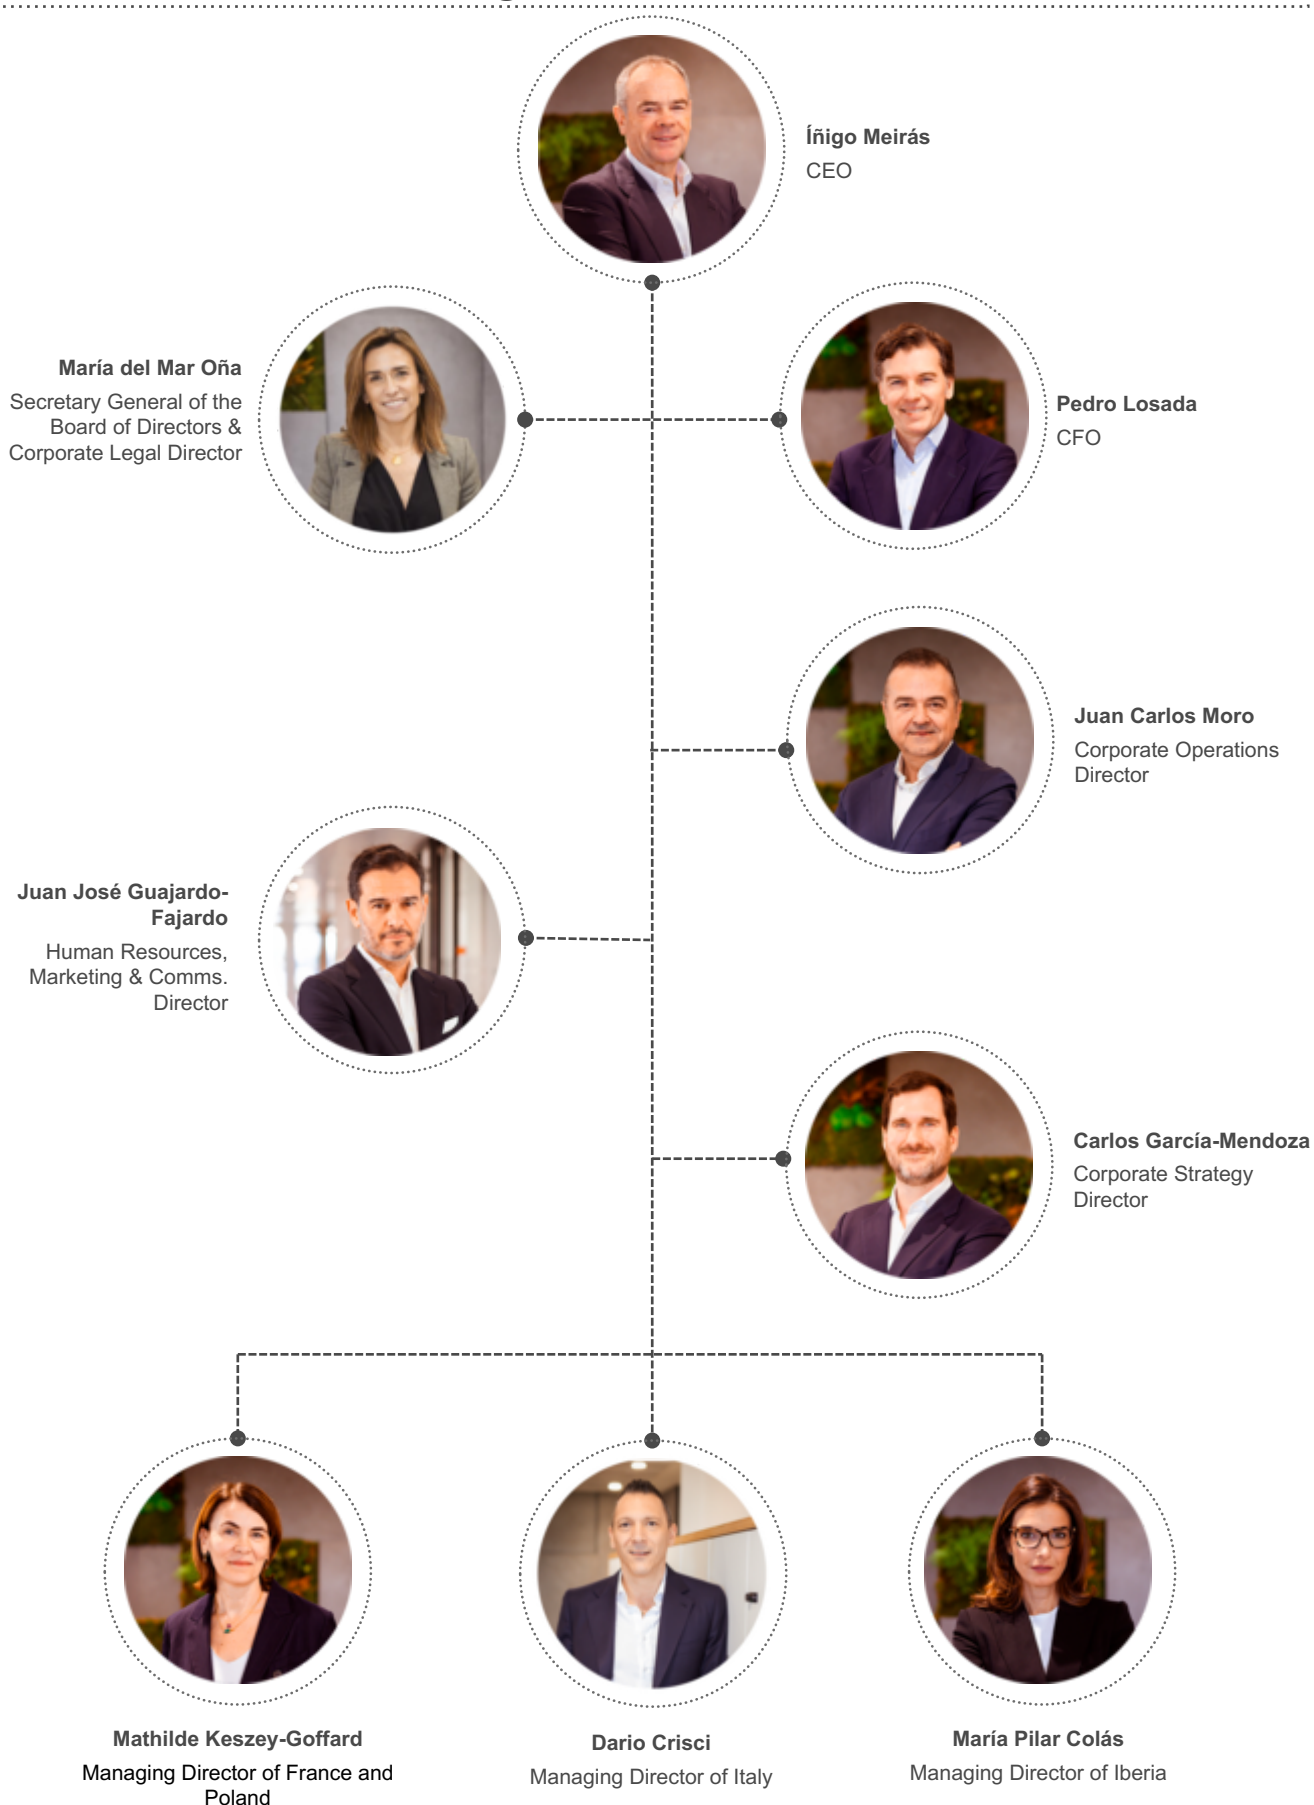 Íñigo Meirás
CEO
María del Mar Oña
Secretary General of the
Board of Directors &
Corporate Legal Director
Pedro Losada
CFO
Juan Carlos Moro
Corporate Operations
Director
Juan José Guajardo-
Fajardo
Human Resources,
Marketing & Comms.
Director
Carlos García-Mendoza
Corporate Strategy
Director
Mathilde Keszey-Goffard
Managing Director of France and
Poland
Dario Crisci
Managing Director of Italy
María Pilar Colás
Managing Director of Iberia